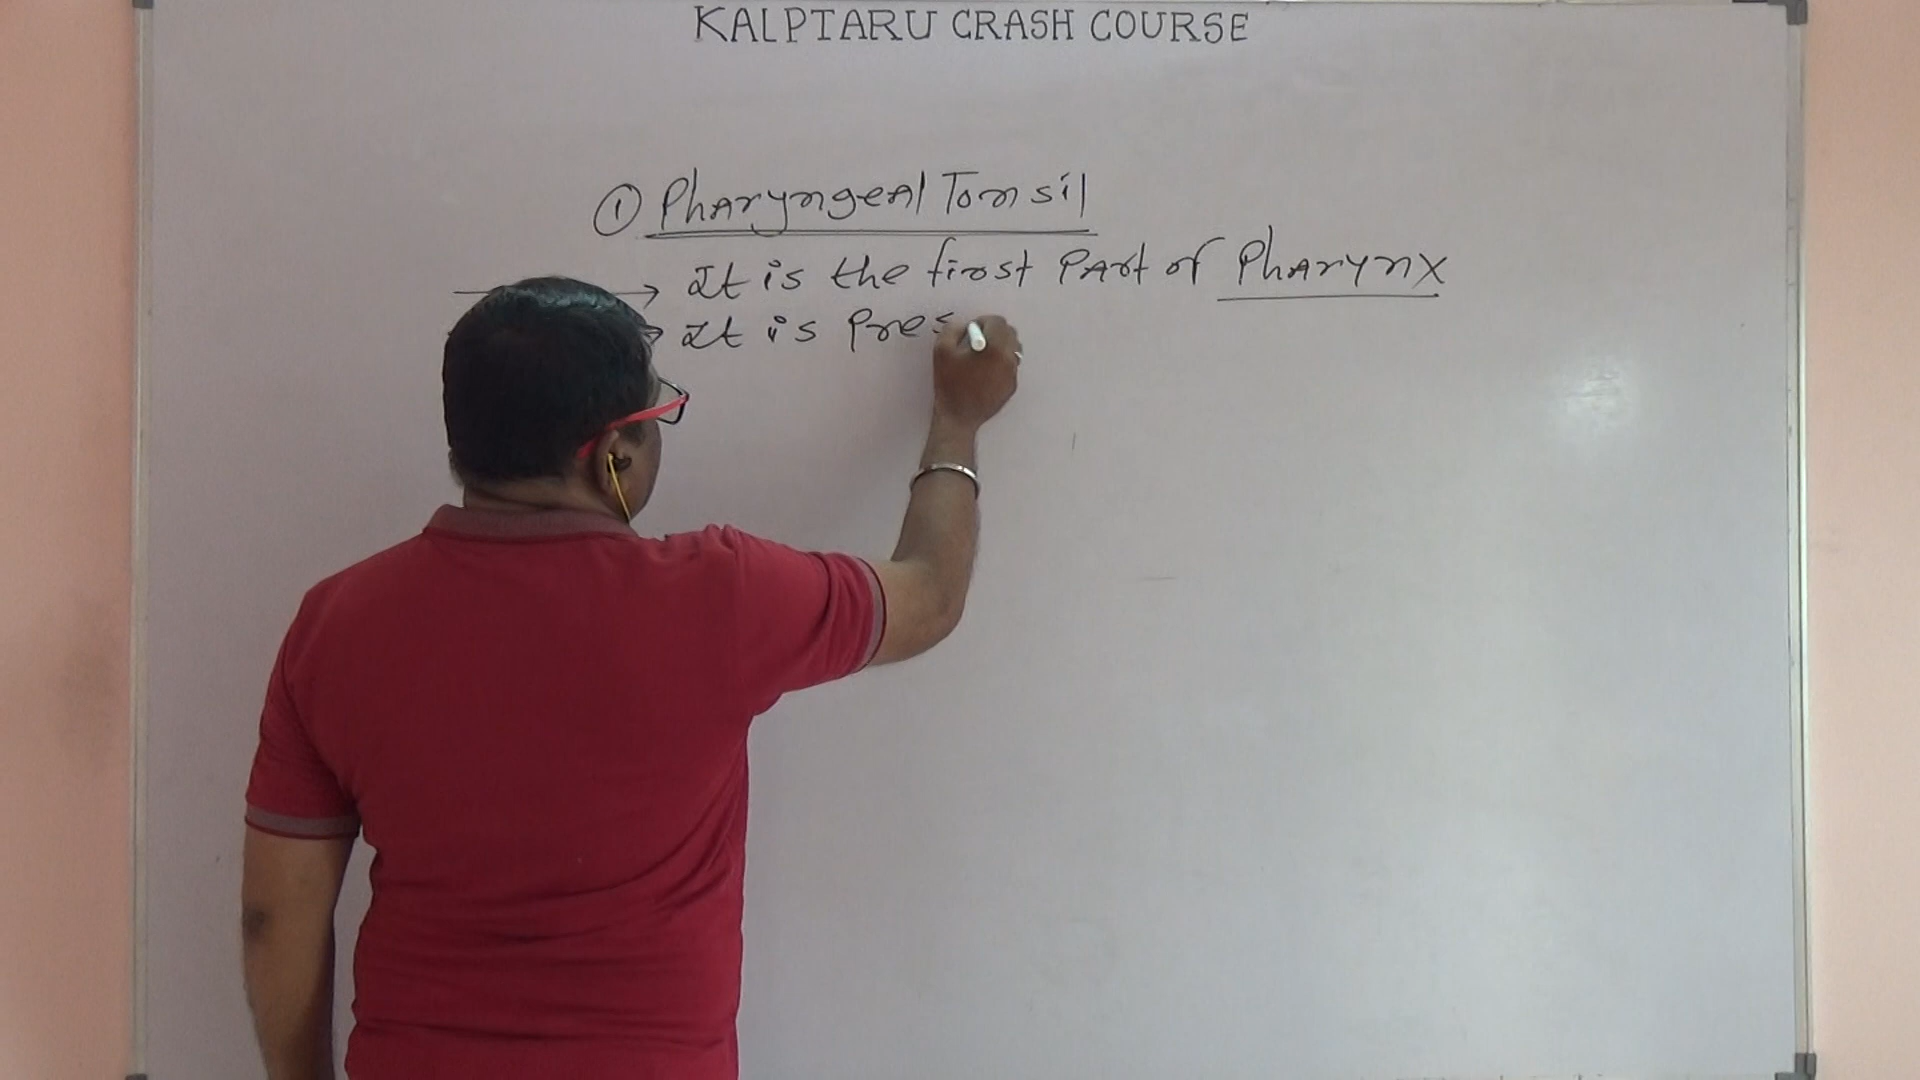 KALPTARU CRASH COURSE
① Pharyngeal Tonsil
→ It is the first Part of Pharynx
→ It is Pres